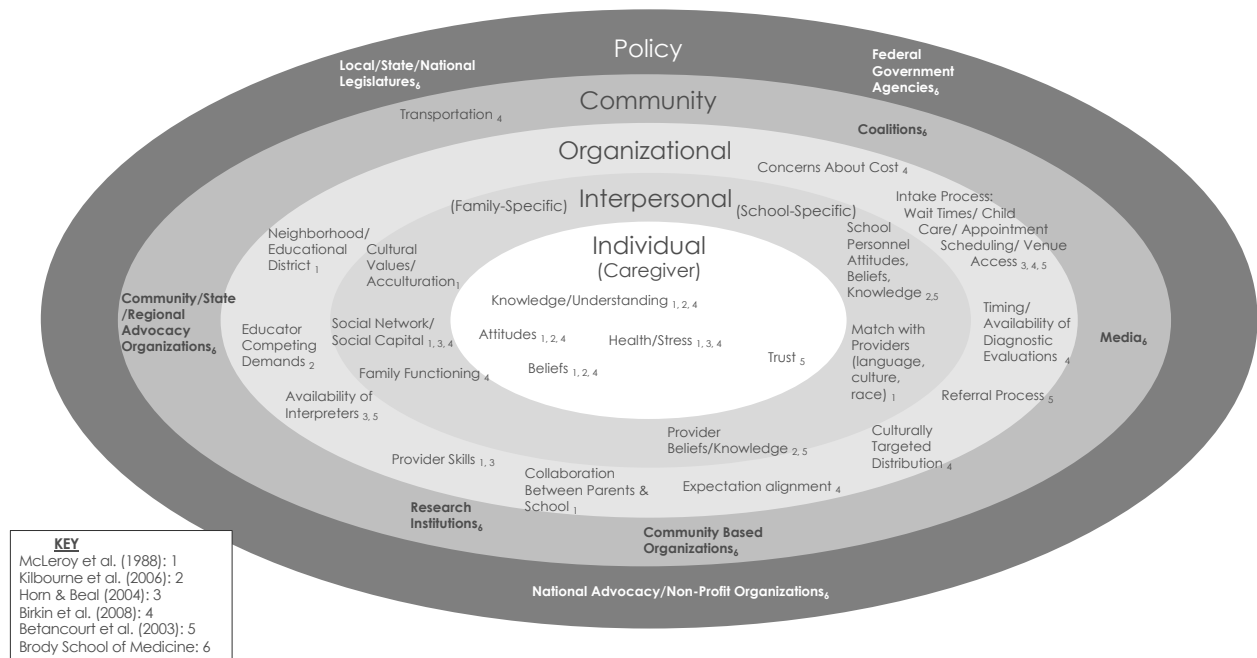 Policy
Local/State/National
Legislatures6
Federal
Government
Agencies6
Community
Transportation 4
Coalitions6
Organizational
Concerns About Cost 4
Interpersonal
(Family-Specific)
(School-Specific)
Intake Process:
Wait Times/ Child
Care/ Appointment
Scheduling/ Venue
Access 3, 4, 5
Neighborhood/
Educational
District 1
Cultural
Values/
Acculturation1
School
Personnel
Attitudes,
Beliefs,
Knowledge 2,5
Individual
(Caregiver)
Knowledge/Understanding 1, 2, 4
Attitudes 1, 2, 4
Health/Stress 1, 3, 4
Trust 5
Beliefs 1, 2, 4
Community/State
/Regional
Advocacy
Organizations6
Educator
Competing
Demands 2
Social Network/
Social Capital 1, 3, 4
Family Functioning 4
Match with
Providers
(language,
culture,
race) 1
Timing/
Availability of
Diagnostic
Evaluations 4
Media6
Availability of
Interpreters 3, 5
Referral Process 5
Provider
Beliefs/Knowledge 2, 5
Culturally
Targeted
Distribution 4
Provider Skills 1, 3
Collaboration
Between Parents &
School 1
Expectation alignment 4
Research
Institutions6
Community Based
Organizations6
National Advocacy/Non-Profit Organizations6
KEY
McLeroy et al. (1988): 1
Kilbourne et al. (2006): 2
Horn & Beal (2004): 3
Birkin et al. (2008): 4
Betancourt et al. (2003): 5
Brody School of Medicine: 6